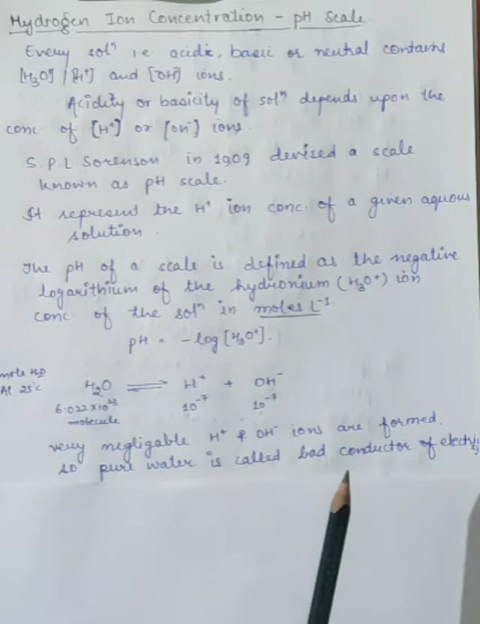 Hydrogen Ion Concentration - pH Scale.
Every solⁿ i.e acidic, basic or neutral contains
[H₃O⁺] / [H⁺] and [OH⁻] ions.
Acidity or basicity of solⁿ depends upon the
conc of [H⁺] or [OH⁻] ions.
S.P.L Sorenson in 1909 devised a scale
known as pH scale.
It represent the H⁺ ion conc. of a given aquous
solution.
The pH of a scale is defined as the negative
logarithium of the hydronium (H₃O⁺) ion
conc of the solⁿ in moles L⁻¹.
pH = -log [H₃O⁺].
mole H₂O
At 25°C
H₂O ⇌ H⁺ + OH⁻
6.022×10²³ 10⁻⁷ 10⁻⁷
molecule
very negligable H⁺ & OH⁻ ions are formed.
so pure water is called bad conductor of